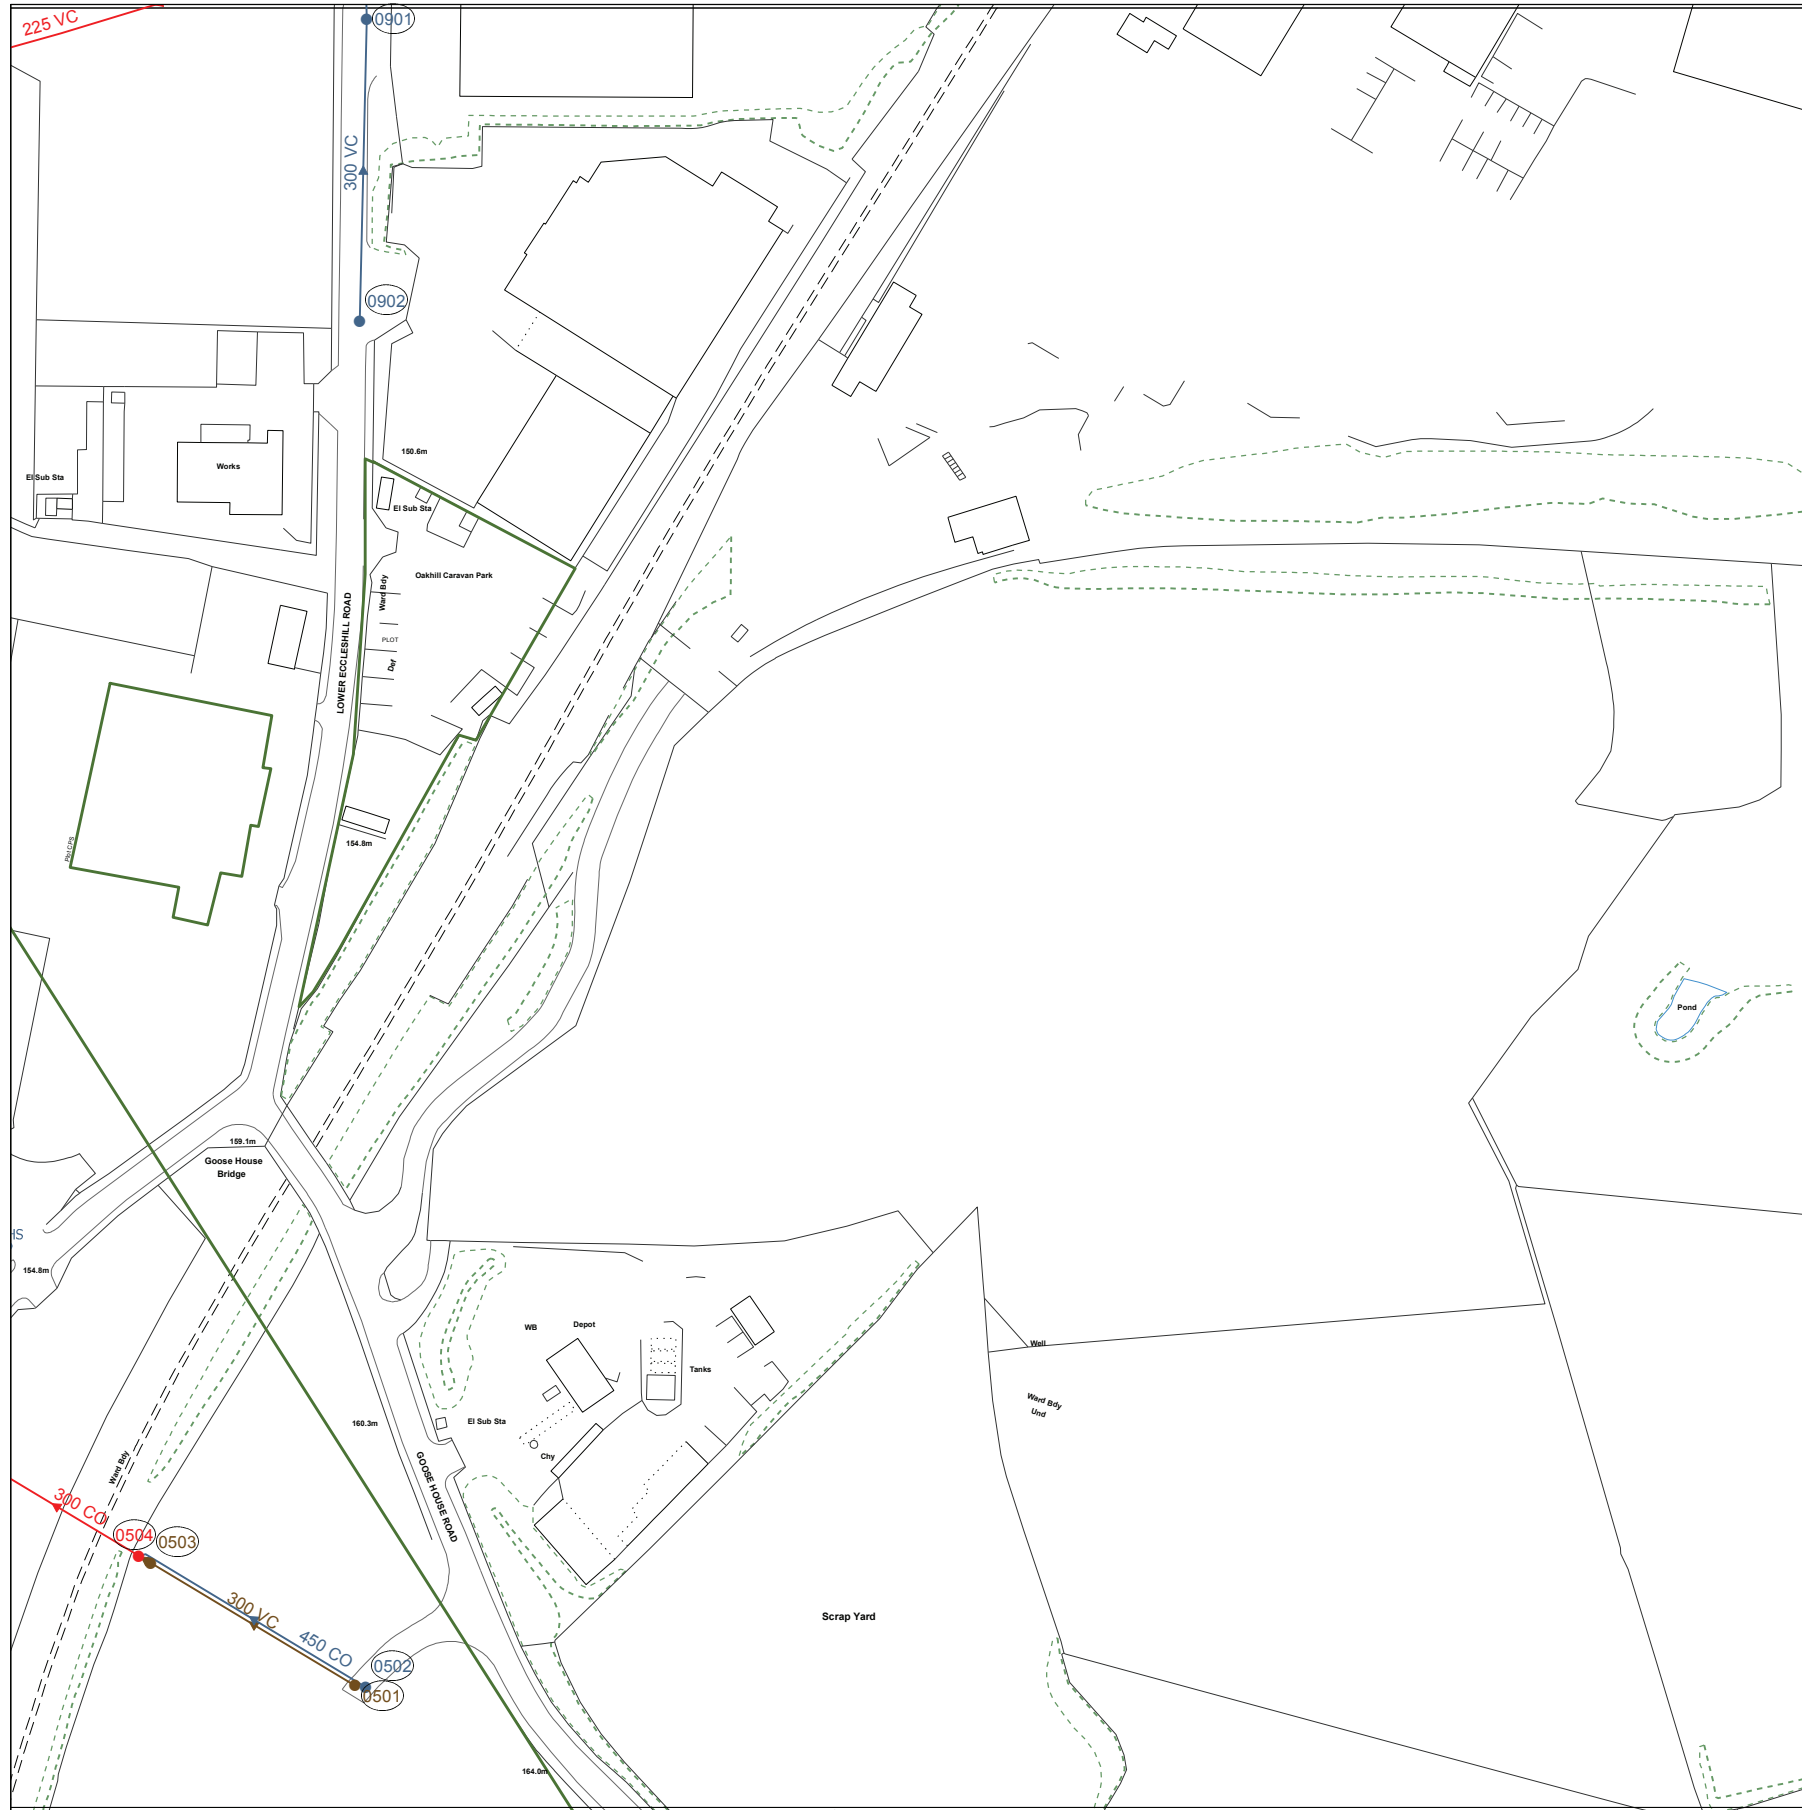 225 VC
0901
300 VC
0902
150.6m
Works
El Sub Sta
El Sub Sta
Oakhill Caravan Park
Ward Bdy
LOWER ECCLESHILL ROAD
PLOT
Def
154.8m
Plot CPS
Pond
159.1m
Goose House
Bridge
HS
154.8m
WB
Depot
Tanks
Well
Ward Bdy
Und
160.3m
El Sub Sta
Chy
GOOSE HOUSE ROAD
Ward Bdy
300 CO
0504
0503
300 VC
450 CO
Scrap Yard
0502
0501
164.0m